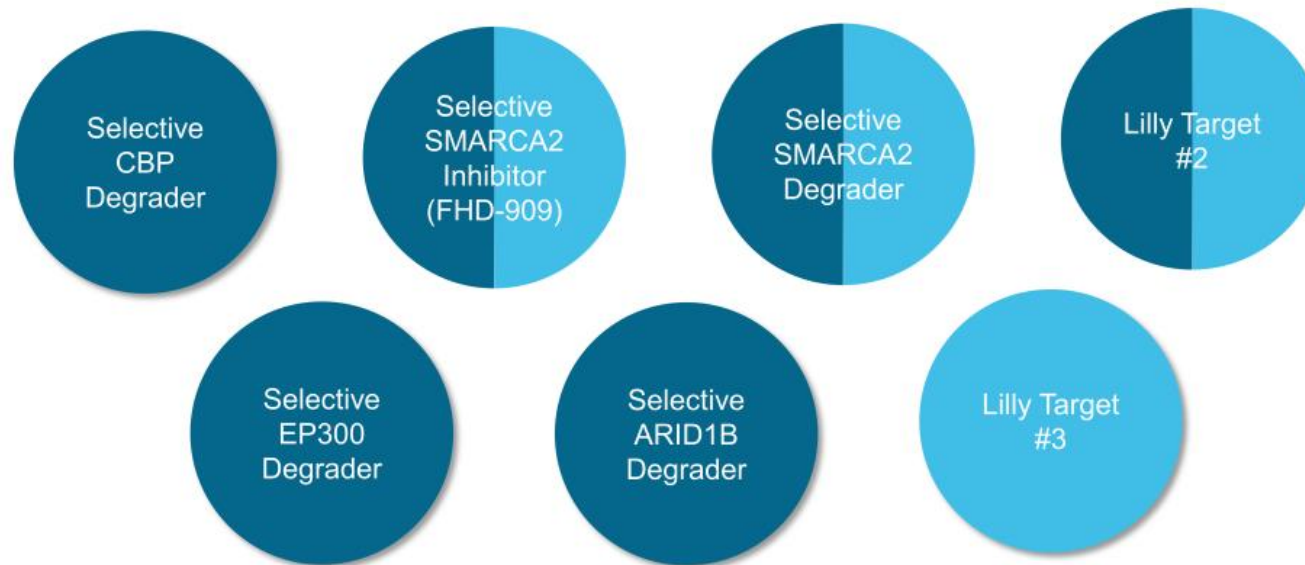 Selective
CBP
Degrader
Selective
SMARCA2
Inhibitor
(FHD-909)
Selective
SMARCA2
Degrader
Lilly Target
#2
Selective
EP300
Degrader
Selective
ARID1B
Degrader
Lilly Target
#3